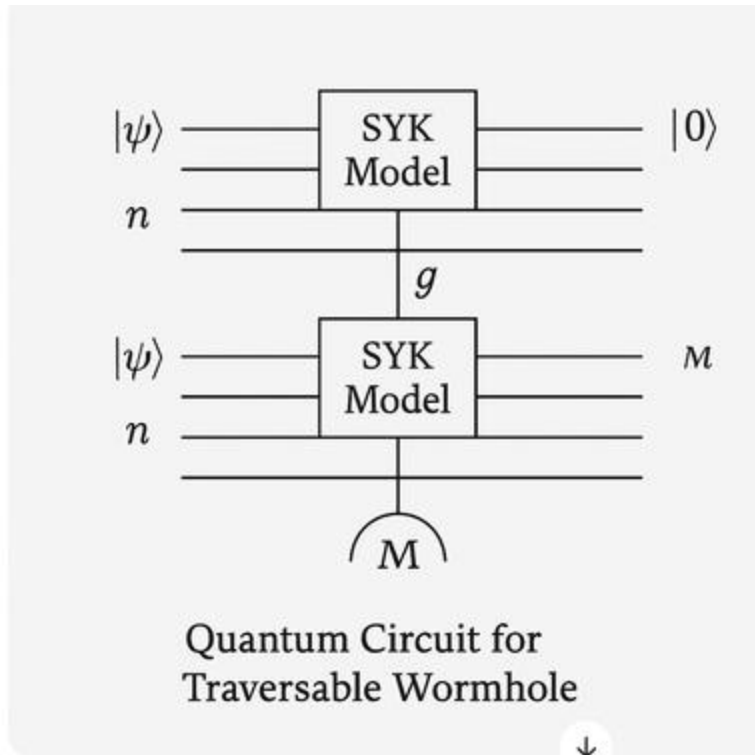 |ψ⟩
SYK
Model
|0⟩
n
g
|ψ⟩
SYK
Model
M
n
M
Quantum Circuit for
Traversable Wormhole